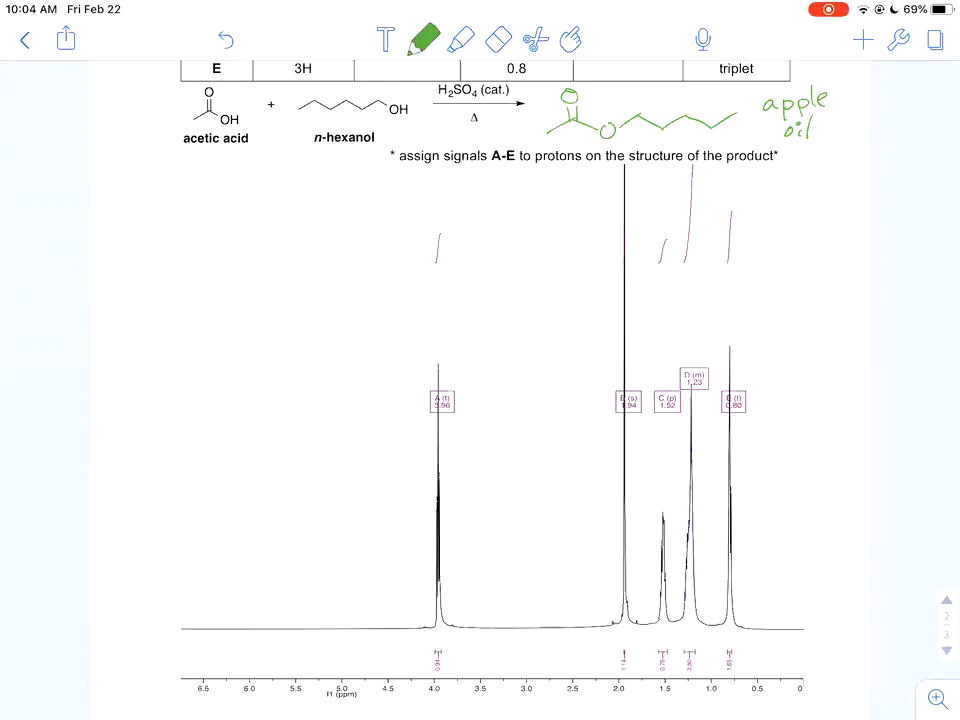 10:04 AM Fri Feb 22
69%
T
E 3H 0.8 triplet
O
OH
+
OH
H₂SO₄ (cat.)
Δ
O
O
apple
oil
acetic acid
n-hexanol
* assign signals A-E to protons on the structure of the product*
D (m)
1.23
A (t)
3.96
B (s)
1.94
C (p)
1.52
E (t)
0.80
2
3
6.5 6.0 5.5 5.0 4.5 4.0 3.5 3.0 2.5 2.0 1.5 1.0 0.5 0
f1 (ppm)